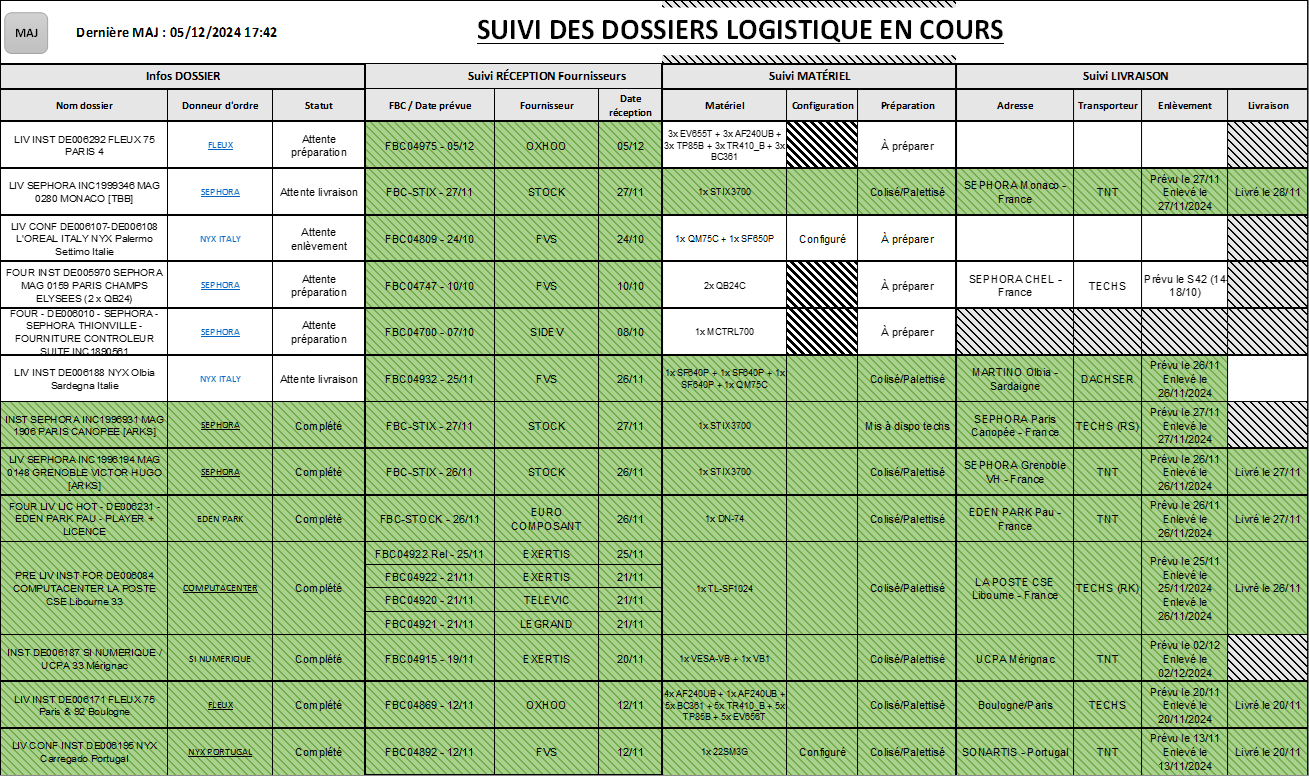 MAJ
Dernière MAJ : 05/12/2024 17:42
SUIVI DES DOSSIERS LOGISTIQUE EN COURS
Infos DOSSIER
Suivi RÉCEPTION Fournisseurs
Suivi MATÉRIEL
Suivi LIVRAISON
Nom dossier
Donneur d'ordre
Statut
FBC / Date prévue
Fournisseur
Date
réception
Matériel
Configuration
Préparation
Adresse
Transporteur
Enlèvement
Livraison
LIV INST DE006292 FLEUX 75
PARIS 4
FLEUX
Attente
préparation
FBC04975 - 05/12
OXHOO
05/12
3x EV655T + 3x AF240UB +
3x TP85B + 3x TR410_B + 3x
BC361
À préparer
LIV SEPHORA INC1999346 MAG
0280 MONACO [TBB]
SEPHORA
Attente livraison
FBC-STIX - 27/11
STOCK
27/11
1x STIX3700
Colisé/Palettisé
SEPHORA Monaco -
France
TNT
Prévu le 27/11
Enlevé le
27/11/2024
Livré le 28/11
LIV CONF DE006107-DE006108
L'OREAL ITALY NYX Palermo
Settimo Italie
NYX ITALY
Attente
enlèvement
FBC04809 - 24/10
FVS
24/10
1x QM75C + 1x SF650P
Configuré
À préparer
FOUR INST DE005970 SEPHORA
MAG 0159 PARIS CHAMPS
ELYSEES (2 x QB24)
SEPHORA
Attente
préparation
FBC04747 - 10/10
FVS
10/10
2x QB24C
À préparer
SEPHORA CHEL -
France
TECHS
Prévu le S42 (14-
18/10)
FOUR - DE006010 - SEPHORA -
SEPHORA THIONVILLE -
FOURNITURE CONTROLEUR
SUITE INC1890561
SEPHORA
Attente
préparation
FBC04700 - 07/10
SIDEV
08/10
1x MCTRL700
À préparer
LIV INST DE006188 NYX Olbia
Sardegna Italie
NYX ITALY
Attente livraison
FBC04932 - 25/11
FVS
26/11
1x SF640P + 1x SF640P + 1x
SF640P + 1x QM75C
Colisé/Palettisé
MARTINO Olbia -
Sardaigne
DACHSER
Prévu le 26/11
Enlevé le
26/11/2024
INST SEPHORA INC1996931 MAG
1906 PARIS CANOPEE [ARKS]
SEPHORA
Complété
FBC-STIX - 27/11
STOCK
27/11
1x STIX3700
Mis à dispo techs
SEPHORA Paris
Canopée - France
TECHS (RS)
Prévu le 27/11
Enlevé le
27/11/2024
LIV SEPHORA INC1996194 MAG
0148 GRENOBLE VICTOR HUGO
[ARKS]
SEPHORA
Complété
FBC-STIX - 26/11
STOCK
26/11
1x STIX3700
Colisé/Palettisé
SEPHORA Grenoble
VH - France
TNT
Prévu le 26/11
Enlevé le
26/11/2024
Livré le 27/11
FOUR LIV LIC HOT - DE006231 -
EDEN PARK PAU - PLAYER +
LICENCE
EDEN PARK
Complété
FBC-STOCK - 26/11
EURO
COMPOSANT
26/11
1x DN-74
Colisé/Palettisé
EDEN PARK Pau -
France
TNT
Prévu le 26/11
Enlevé le
26/11/2024
Livré le 27/11
PRE LIV INST FOR DE006084
COMPUTACENTER LA POSTE
CSE Libourne 33
COMPUTACENTER
Complété
FBC04922 Rel - 25/11
EXERTIS
25/11
FBC04922 - 21/11
EXERTIS
21/11
FBC04920 - 21/11
TELEVIC
21/11
FBC04921 - 21/11
LEGRAND
21/11
1x TL-SF1024
Colisé/Palettisé
LA POSTE CSE
Libourne - France
TECHS (RK)
Prévu le 25/11
Enlevé le
25/11/2024
Enlevé le
26/11/2024
Livré le 26/11
INST DE006187 SI NUMERIQUE /
UCPA 33 Mérignac
SI NUMERIQUE
Complété
FBC04915 - 19/11
EXERTIS
20/11
1x VESA-VB + 1x VB1
Colisé/Palettisé
UCPA Mérignac
TNT
Prévu le 02/12
Enlevé le
02/12/2024
LIV INST DE006171 FLEUX 75
Paris & 92 Boulogne
FLEUX
Complété
FBC04869 - 12/11
OXHOO
12/11
4x AF240UB + 1x AF240UB +
5x BC361 + 5x TR410_B + 5x
TP85B + 5x EV656T
Colisé/Palettisé
Boulogne/Paris
TECHS
Prévu le 20/11
Enlevé le
20/11/2024
Livré le 20/11
LIV CONF INST DE006195 NYX
Carregado Portugal
NYX PORTUGAL
Complété
FBC04892 - 12/11
FVS
12/11
1x 22SM3G
Configuré
Colisé/Palettisé
SONARTIS - Portugal
TNT
Prévu le 13/11
Enlevé le
13/11/2024
Livré le 20/11